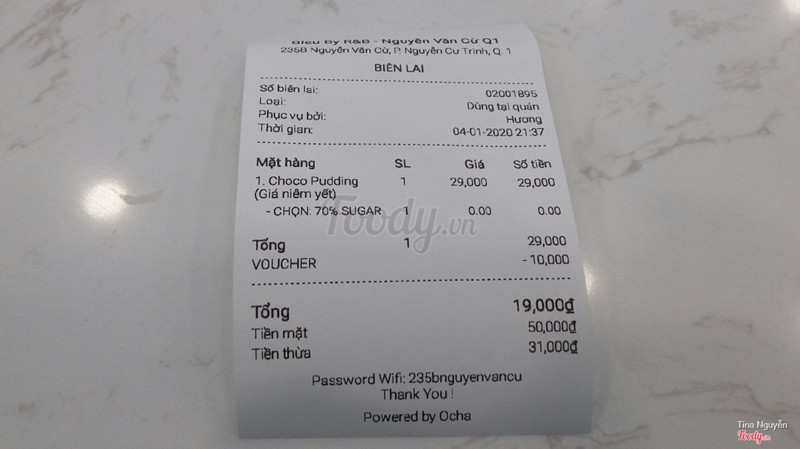 By R&B - Nguyễn Văn Cừ Q1
235B Nguyễn Văn Cừ, P. Nguyễn Cư Trinh, Q. 1
BIÊN LAI
Số biên lai: 02001895
Loại: Dùng tại quán
Phục vụ bởi: Hương
Thời gian: 04-01-2020 21:37
Mặt hàng SL Giá Số tiền
1. Choco Pudding 1 29,000 29,000
(Giá niêm yết)
- CHỌN: 70% SUGAR 1 0.00 0.00
Foody.vn
Tổng 1 29,000
VOUCHER - 10,000
Tổng 19,000₫
Tiền mặt 50,000₫
Tiền thừa 31,000₫
Password Wifi: 235bnguyenvancu
Thank You !
Powered by Ocha
Tina Nguyễn
Foody.vn